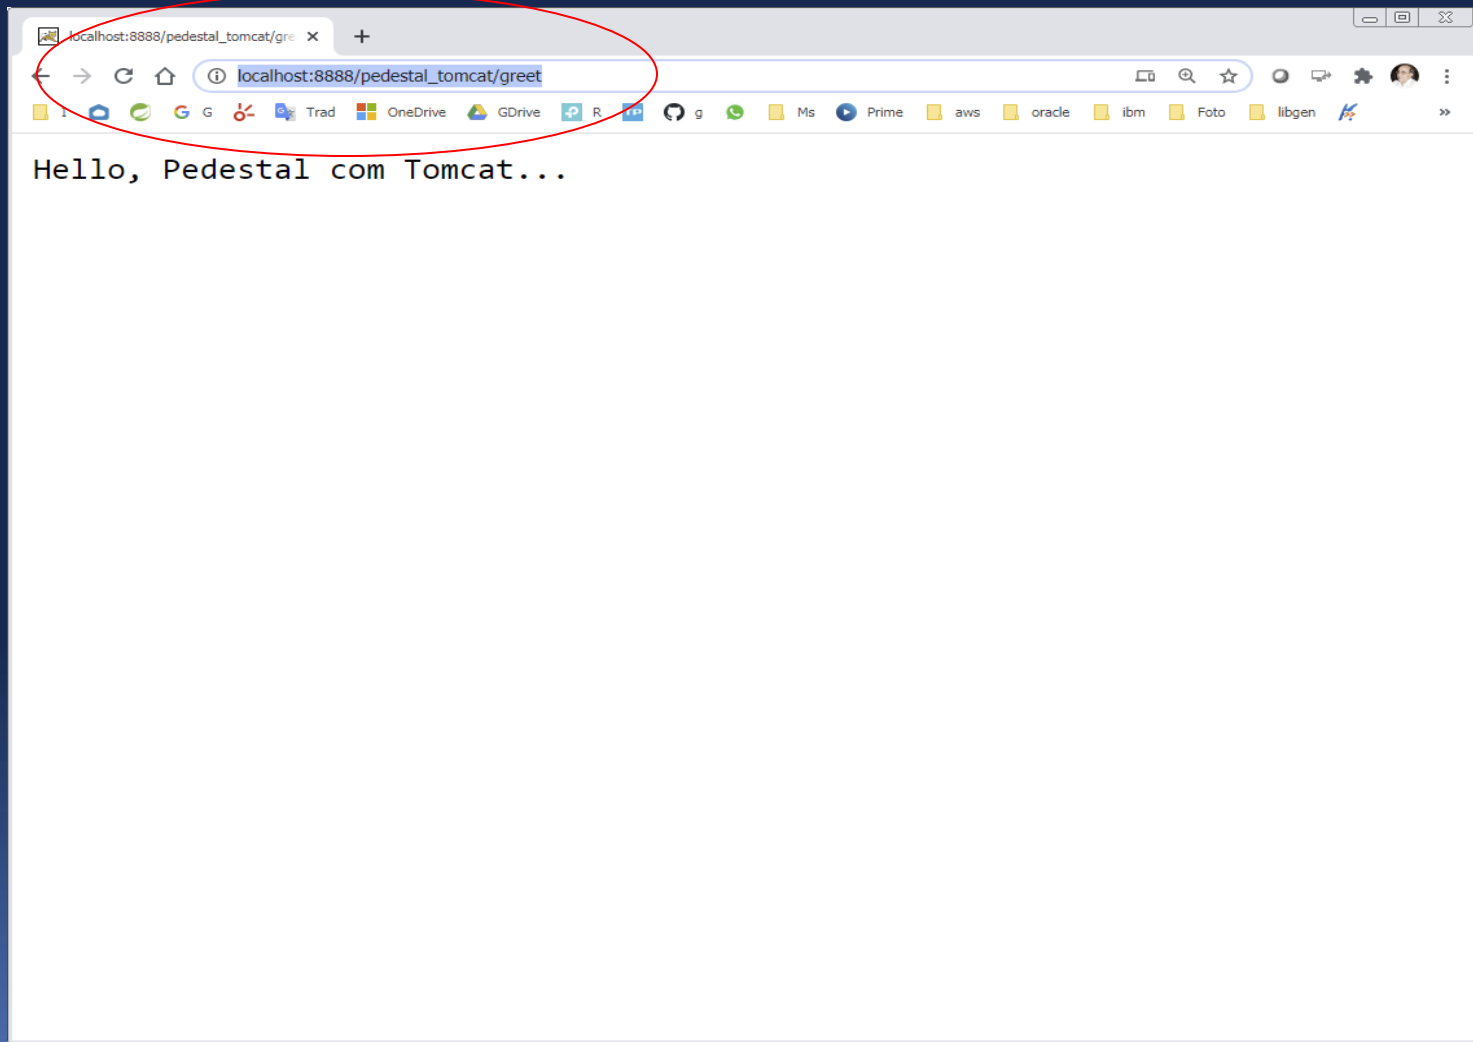 localhost:8888/pedestal_tomcat/gre
localhost:8888/pedestal_tomcat/greet
G Trad OneDrive GDrive R g Ms Prime aws oracle ibm Foto libgen
Hello, Pedestal com Tomcat...